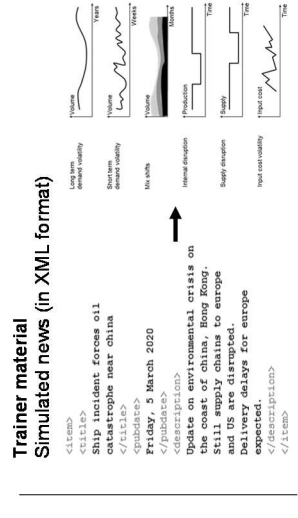 Trainer material
Simulated news (in XML format)
<item>
<title>
Ship incident forces oil
catastrophe near china
</title>
<pubdate>
Friday, 5 March 2020
</pubdate>
<description>
Update on environmental crisis on
the coast of china, Hong Kong.
Still supply chains to europe
and US are disrupted.
Delivery delays for europe
expected.
</description>
</item>
Long term
demand volatility
Volume
Years
Short term
demand volatility
Volume
Weeks
Mix shifts
Volume
Months
Internal disruption
Production
Time
Supply disruption
Supply
Time
Input cost volatility
Input cost
Time